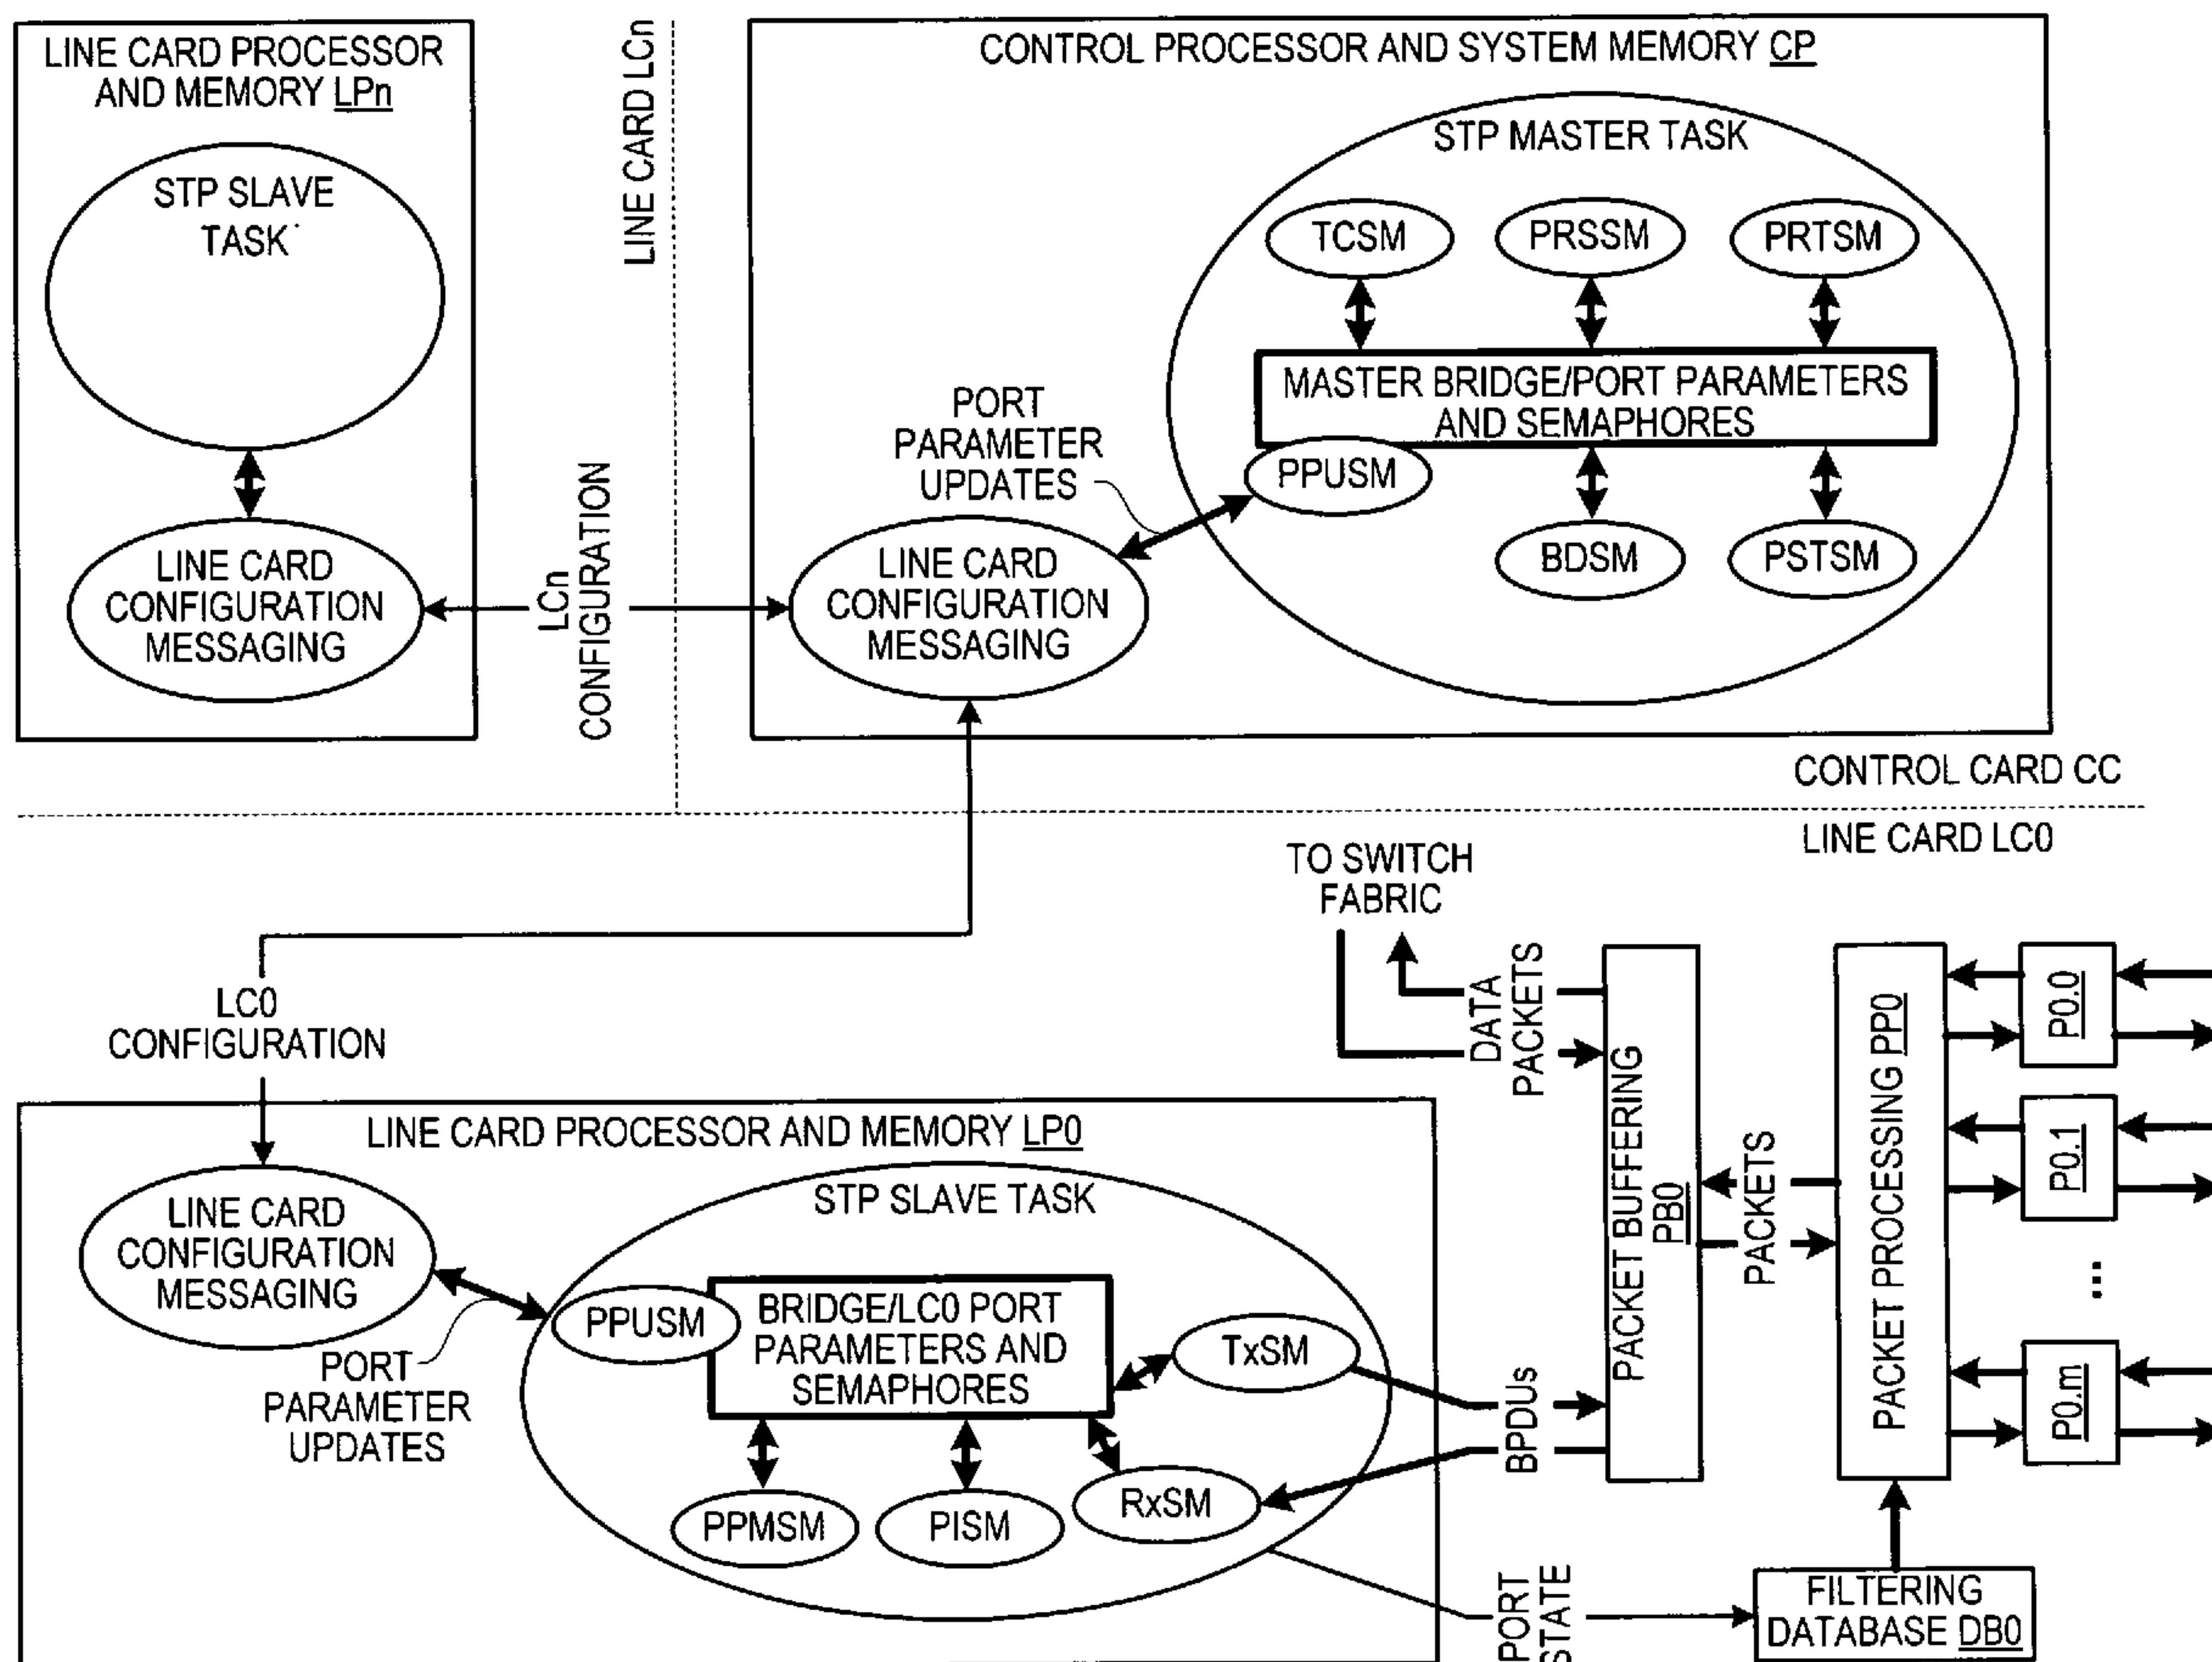 LINE CARD PROCESSOR
AND MEMORY LPn
STP SLAVE
TASK
LINE CARD
CONFIGURATION
MESSAGING
LCn
CONFIGURATION
LINE CARD LCn
CONTROL PROCESSOR AND SYSTEM MEMORY CP
STP MASTER TASK
TCSM
PRSSM
PRTSM
MASTER BRIDGE/PORT PARAMETERS
AND SEMAPHORES
PORT
PARAMETER
UPDATES
PPUSM
BDSM
PSTSM
LINE CARD
CONFIGURATION
MESSAGING
CONTROL CARD CC
LINE CARD LC0
LC0
CONFIGURATION
LINE CARD PROCESSOR AND MEMORY LP0
LINE CARD
CONFIGURATION
MESSAGING
PORT
PARAMETER
UPDATES
STP SLAVE TASK
PPUSM
BRIDGE/LC0 PORT
PARAMETERS AND
SEMAPHORES
TxSM
RxSM
PPMSM
PISM
TO SWITCH
FABRIC
DATA
PACKETS
BPDUs
PORT
STATE
PACKET BUFFERING
PB0
PACKETS
PACKET PROCESSING PP0
P0.0
P0.1
...
P0.m
FILTERING
DATABASE DB0